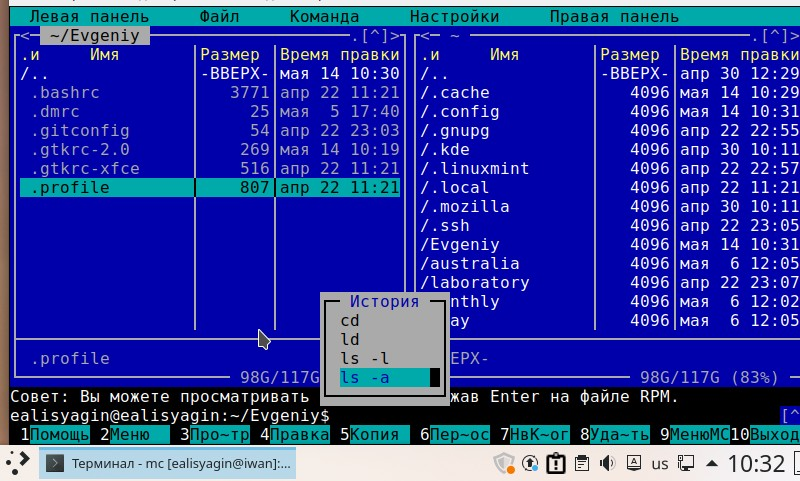 Левая панель Файл Команда Настройки Правая панель
<─ ~/Evgeniy .[^]> <─ ~ .[^]>
.и Имя Размер Время правки .и Имя Размер Время правки
/.. -ВВЕРХ- мая 14 10:30 /.. -ВВЕРХ- апр 30 12:29
.bashrc 3771 апр 22 11:21 /.cache 4096 мая 14 10:29
.dmrc 25 мая 5 17:40 /.config 4096 мая 14 10:31
.gitconfig 54 апр 22 23:03 /.gnupg 4096 апр 22 22:55
.gtkrc-2.0 269 мая 14 10:19 /.kde 4096 апр 30 10:11
.gtkrc-xfce 516 апр 22 11:21 /.linuxmint 4096 апр 22 22:57
.profile 807 апр 22 11:21 /.local 4096 апр 22 11:21
/.mozilla 4096 апр 30 10:11
/.ssh 4096 апр 22 23:05
/Evgeniy 4096 мая 14 10:31
/australia 4096 мая 6 12:05
/laboratory 4096 апр 22 23:07
nthly 4096 мая 6 12:02
ay 4096 мая 6 12:05
История
cd
ld
ls -l
ls -a
.profile ЕРХ-
98G/117G 98G/117G (83%)
Совет: Вы можете просматривать жав Enter на файле RPM.
ealisyagin@ealisyagin:~/Evgeniy$ [^
1Помощь 2Меню 3Про~тр 4Правка 5Копия 6Пер~ос 7НвК~ог 8Уда~ть 9МенюMC 10Выход
Терминал - mc [ealisyagin@iwan]:... us 10:32